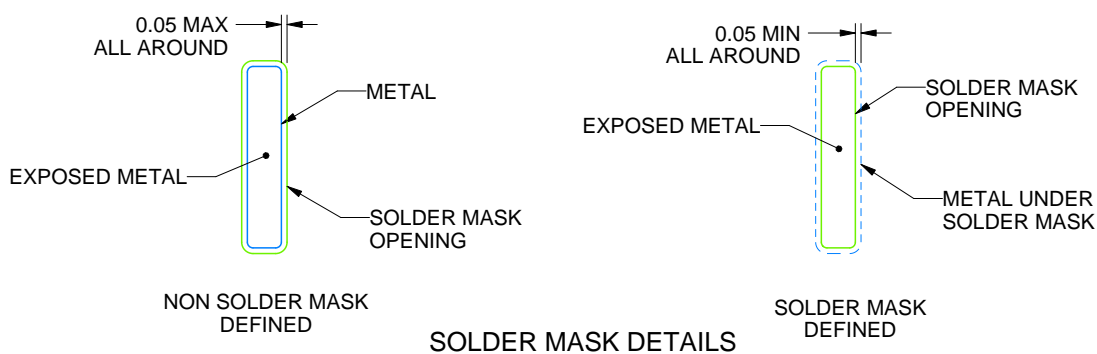 0.05 MAX
ALL AROUND
METAL
EXPOSED METAL
SOLDER MASK
OPENING
NON SOLDER MASK
DEFINED
0.05 MIN
ALL AROUND
SOLDER MASK
OPENING
EXPOSED METAL
METAL UNDER
SOLDER MASK
SOLDER MASK
DEFINED
SOLDER MASK DETAILS